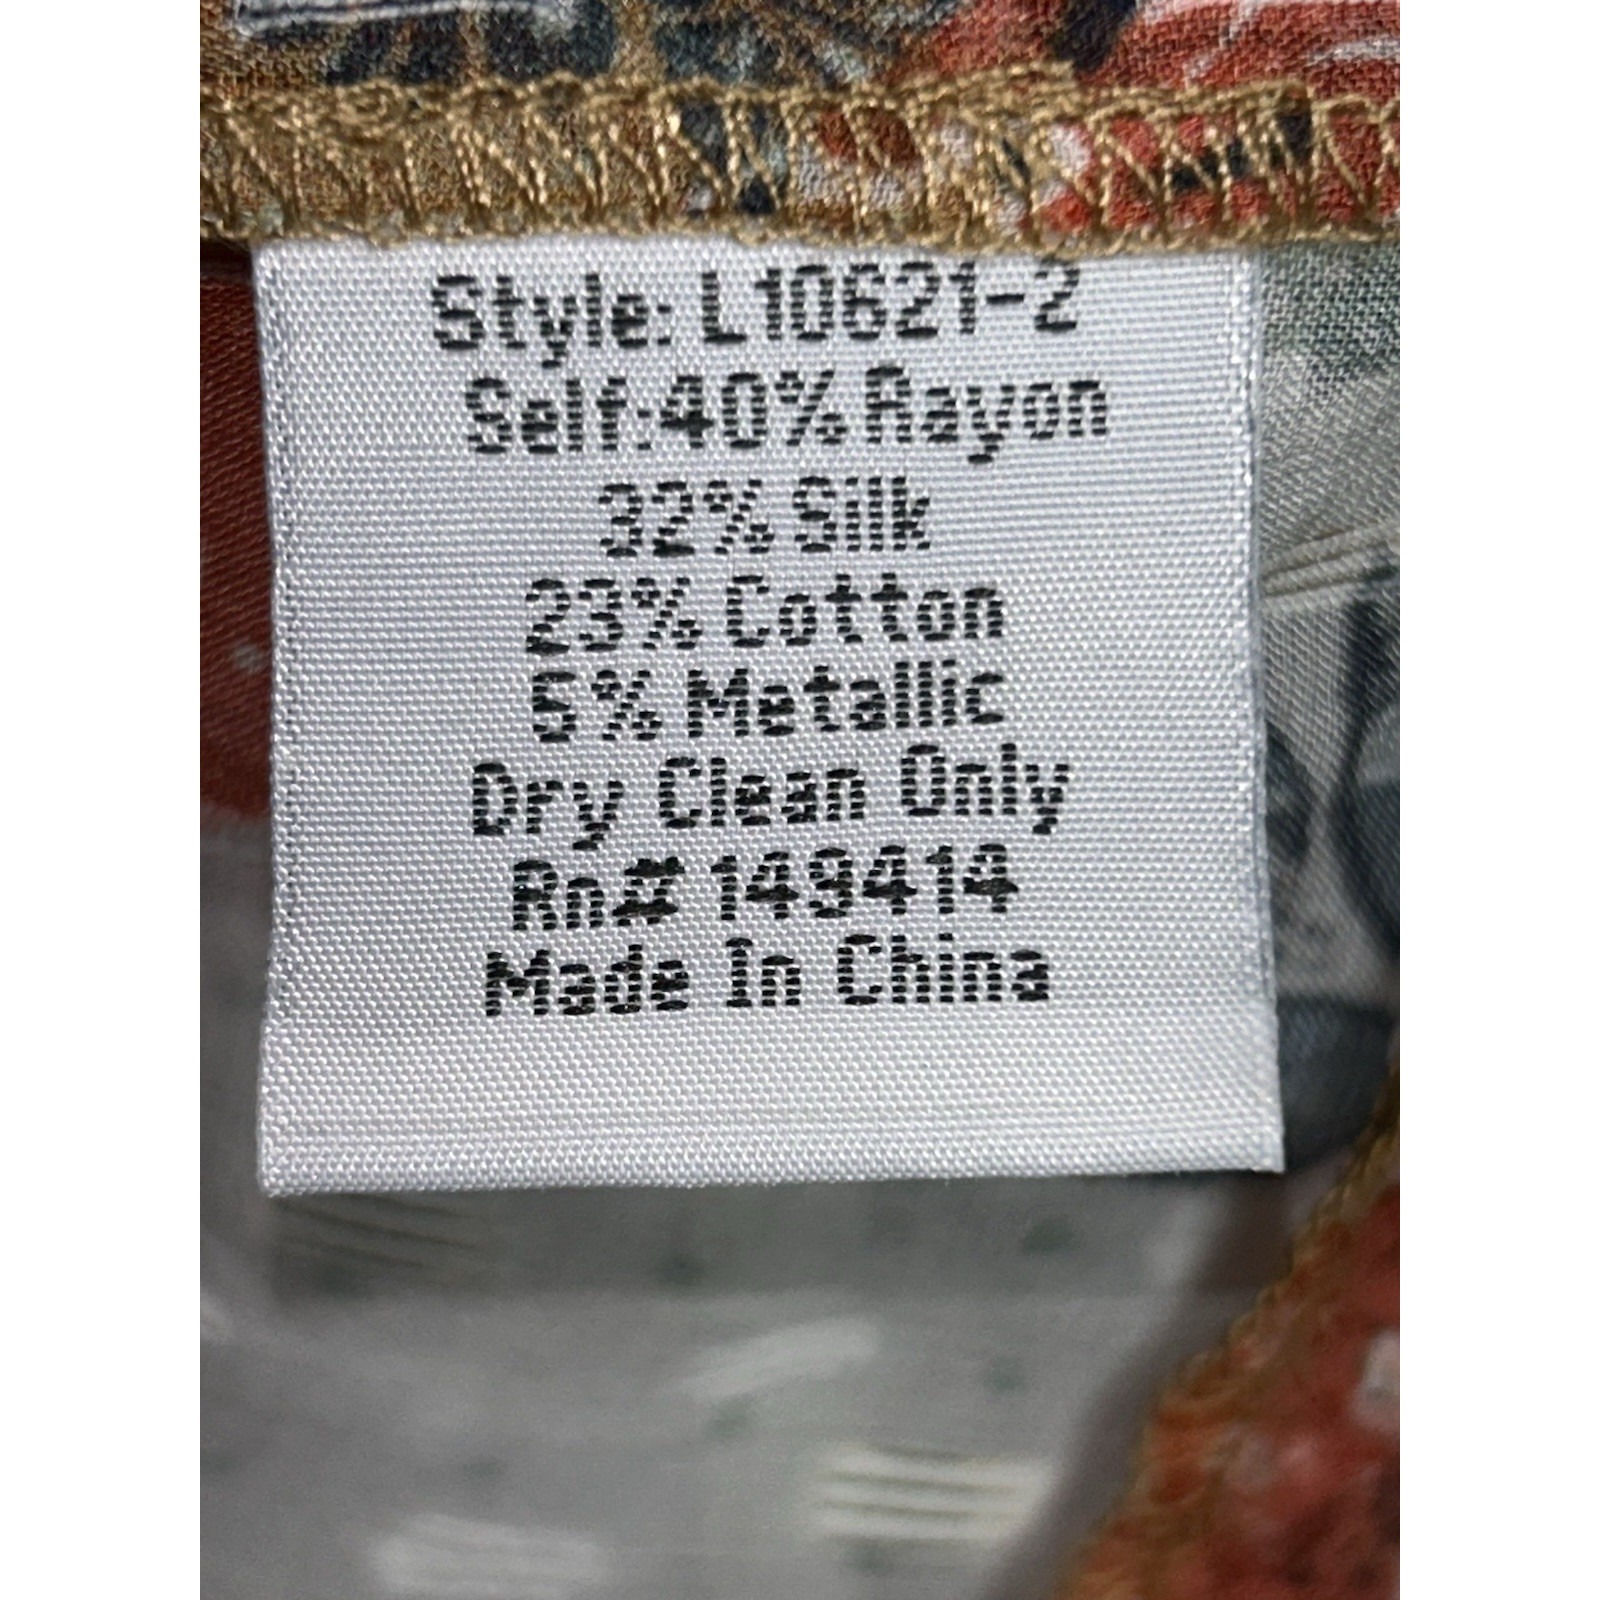 Style: L10621-2
Self:40% Rayon
32% Silk
23% Cotton
5% Metallic
Dry Clean Only
Rn# 149414
Made In China